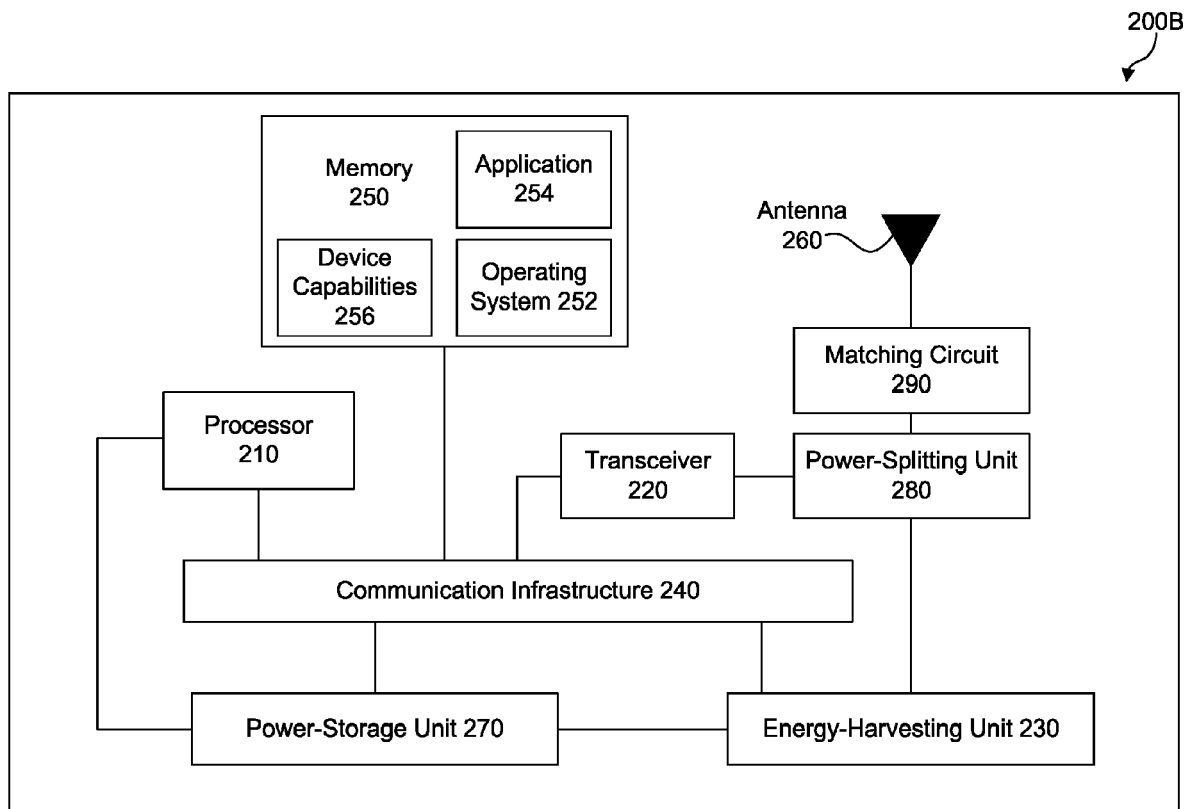 200B
Memory
250
Application
254
Device
Capabilities
256
Operating
System 252
Antenna
260
Matching Circuit
290
Processor
210
Transceiver
220
Power-Splitting Unit
280
Communication Infrastructure 240
Power-Storage Unit 270
Energy-Harvesting Unit 230